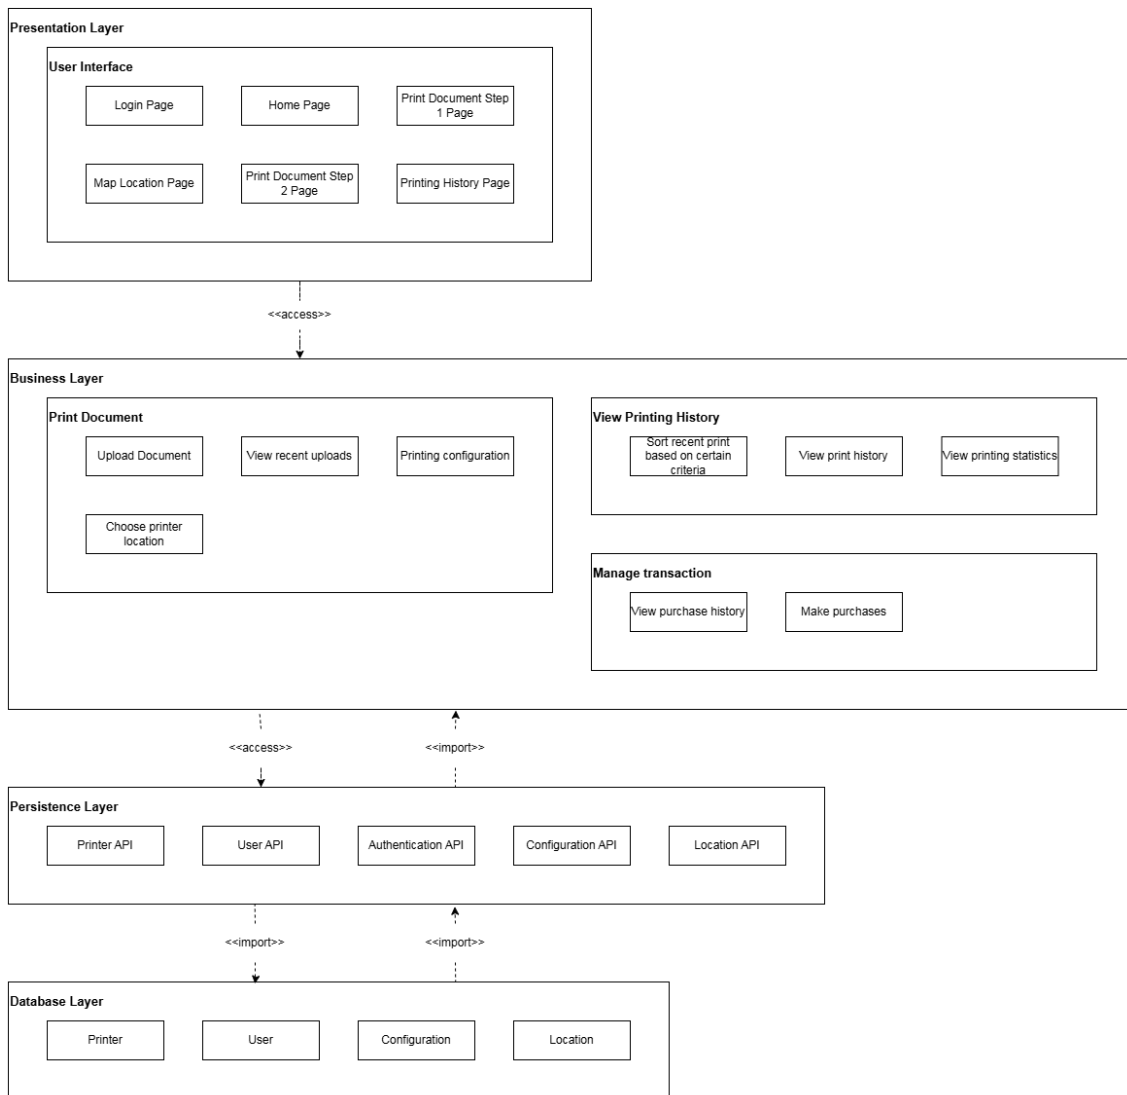 Presentation Layer
User Interface
Login Page
Home Page
Print Document Step
1 Page
Map Location Page
Print Document Step
2 Page
Printing History Page
<<access>>
Business Layer
Print Document
Upload Document
View recent uploads
Printing configuration
Choose printer
location
View Printing History
Sort recent print
based on certain
criteria
View print history
View printing statistics
Manage transaction
View purchase history
Make purchases
<<access>>
<<import>>
Persistence Layer
Printer API
User API
Authentication API
Configuration API
Location API
<<import>>
<<import>>
Database Layer
Printer
User
Configuration
Location